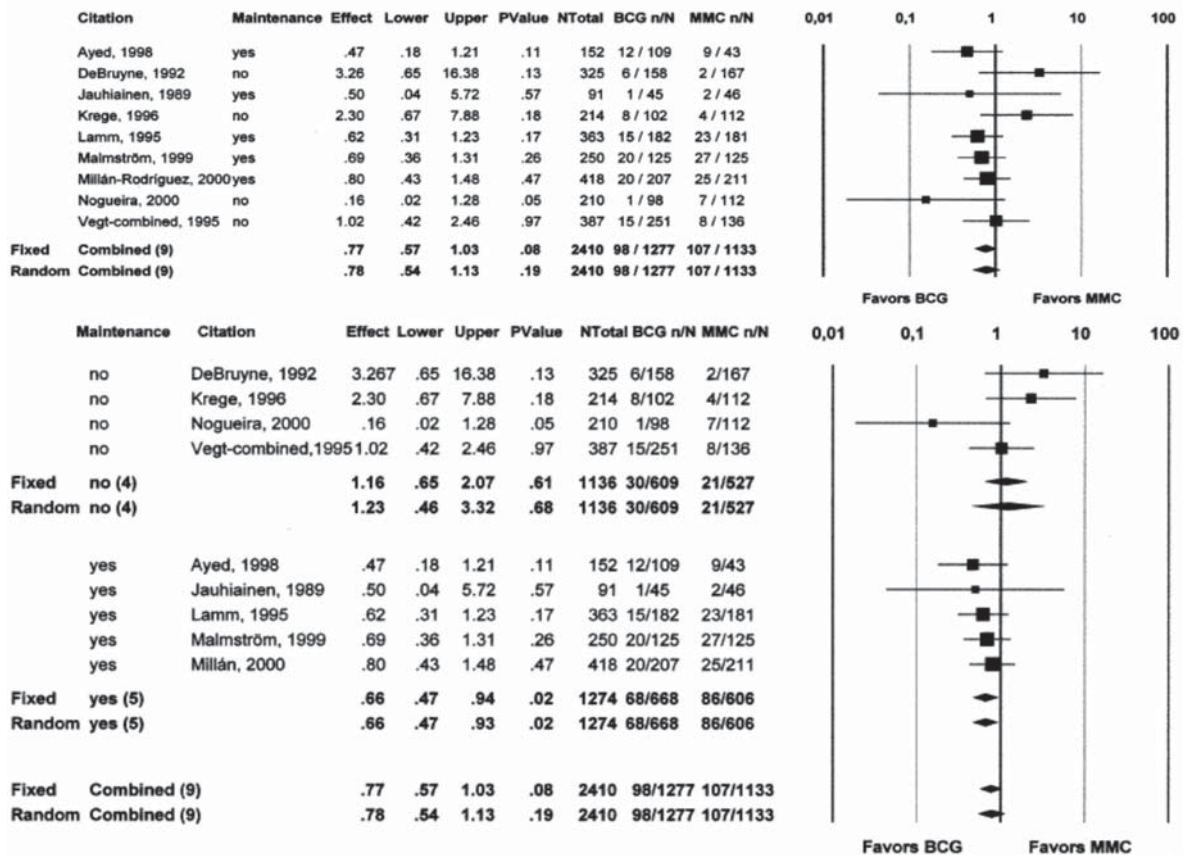 Citation Maintenance Effect Lower Upper PValue NTotal BCG n/N MMC n/N 0,01 0,1 1 10 100
Ayed, 1998 yes .47 .18 1.21 .11 152 12 / 109 9 / 43
DeBruyne, 1992 no 3.26 .65 16.38 .13 325 6 / 158 2 / 167
Jauhiainen, 1989 yes .50 .04 5.72 .57 91 1 / 45 2 / 46
Krege, 1996 no 2.30 .67 7.88 .18 214 8 / 102 4 / 112
Lamm, 1995 yes .62 .31 1.23 .17 363 15 / 182 23 / 181
Malmström, 1999 yes .69 .36 1.31 .26 250 20 / 125 27 / 125
Millán-Rodríguez, 2000 yes .80 .43 1.48 .47 418 20 / 207 25 / 211
Nogueira, 2000 no .16 .02 1.28 .05 210 1 / 98 7 / 112
Vegt-combined, 1995 no 1.02 .42 2.46 .97 387 15 / 251 8 / 136
Fixed Combined (9) .77 .57 1.03 .08 2410 98 / 1277 107 / 1133
Random Combined (9) .78 .54 1.13 .19 2410 98 / 1277 107 / 1133
Favors BCG Favors MMC
Maintenance Citation Effect Lower Upper PValue NTotal BCG n/N MMC n/N 0,01 0,1 1 10 100
no DeBruyne, 1992 3.267 .65 16.38 .13 325 6/158 2/167
no Krege, 1996 2.30 .67 7.88 .18 214 8/102 4/112
no Nogueira, 2000 .16 .02 1.28 .05 210 1/98 7/112
no Vegt-combined,1995 1.02 .42 2.46 .97 387 15/251 8/136
Fixed no (4) 1.16 .65 2.07 .61 1136 30/609 21/527
Random no (4) 1.23 .46 3.32 .68 1136 30/609 21/527
yes Ayed, 1998 .47 .18 1.21 .11 152 12/109 9/43
yes Jauhiainen, 1989 .50 .04 5.72 .57 91 1/45 2/46
yes Lamm, 1995 .62 .31 1.23 .17 363 15/182 23/181
yes Malmström, 1999 .69 .36 1.31 .26 250 20/125 27/125
yes Millán, 2000 .80 .43 1.48 .47 418 20/207 25/211
Fixed yes (5) .66 .47 .94 .02 1274 68/668 86/606
Random yes (5) .66 .47 .93 .02 1274 68/668 86/606
Fixed Combined (9) .77 .57 1.03 .08 2410 98/1277 107/1133
Random Combined (9) .78 .54 1.13 .19 2410 98/1277 107/1133
Favors BCG Favors MMC